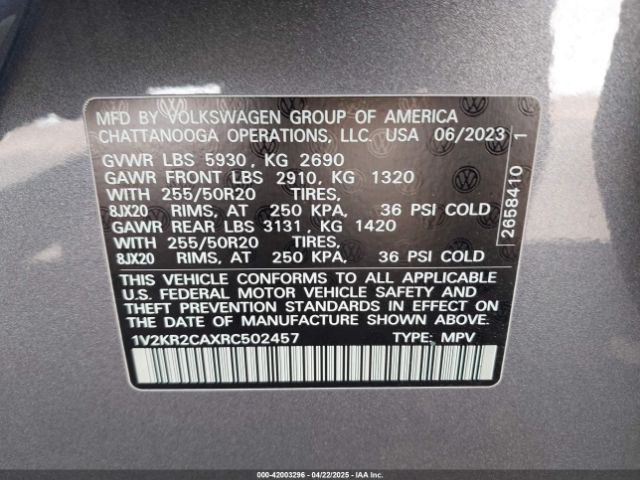 MFD BY VOLKSWAGEN GROUP OF AMERICA
CHATTANOOGA OPERATIONS, LLC. USA 06/2023
GVWR LBS 5930, KG 2690
GAWR FRONT LBS 2910, KG 1320
WITH 255/50R20 TIRES,
8JX20 RIMS, AT 250 KPA, 36 PSI COLD
GAWR REAR LBS 3131, KG 1420
WITH 255/50R20 TIRES,
8JX20 RIMS, AT 250 KPA, 36 PSI COLD
THIS VEHICLE CONFORMS TO ALL APPLICABLE
U.S. FEDERAL MOTOR VEHICLE SAFETY AND
THEFT PREVENTION STANDARDS IN EFFECT ON
THE DATE OF MANUFACTURE SHOWN ABOVE.
1V2KR2CAXRC502457 TYPE: MPV
2658410 1
000-42003296 - 04/22/2025 - IAAI.COM